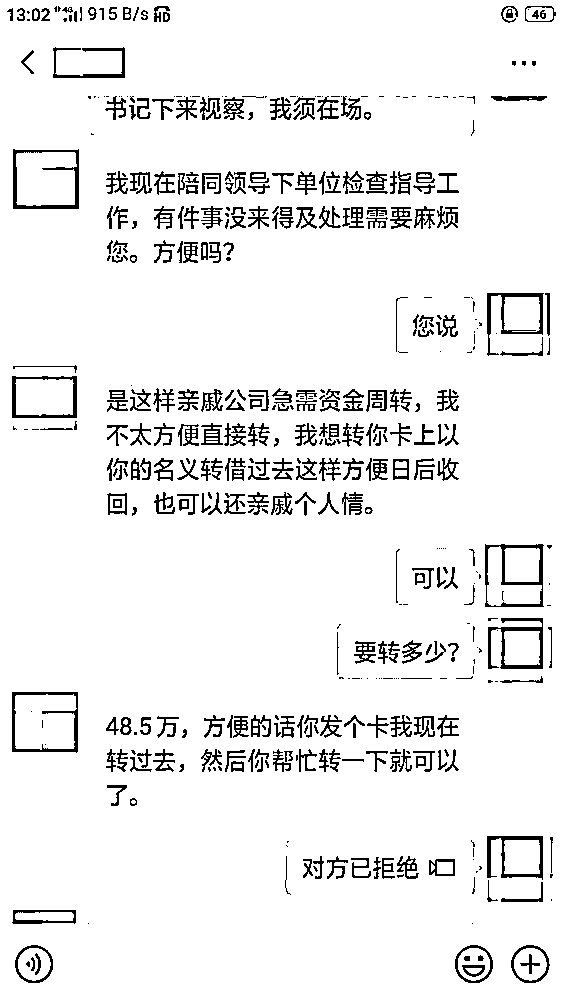 13:02 4G 915 B/s HD 46
书记下来视察，我须在场。
我现在陪同领导下单位检查指导工
作，有件事没来得及处理需要麻烦
您。方便吗？
您说
是这样亲戚公司急需资金周转，我
不太方便直接转，我想转你卡上以
你的名义转借过去这样方便日后收
回，也可以还亲戚个人情。
可以
要转多少？
48.5万，方便的话你发个卡我现在
转过去，然后你帮忙转一下就可以
了。
对方已拒绝